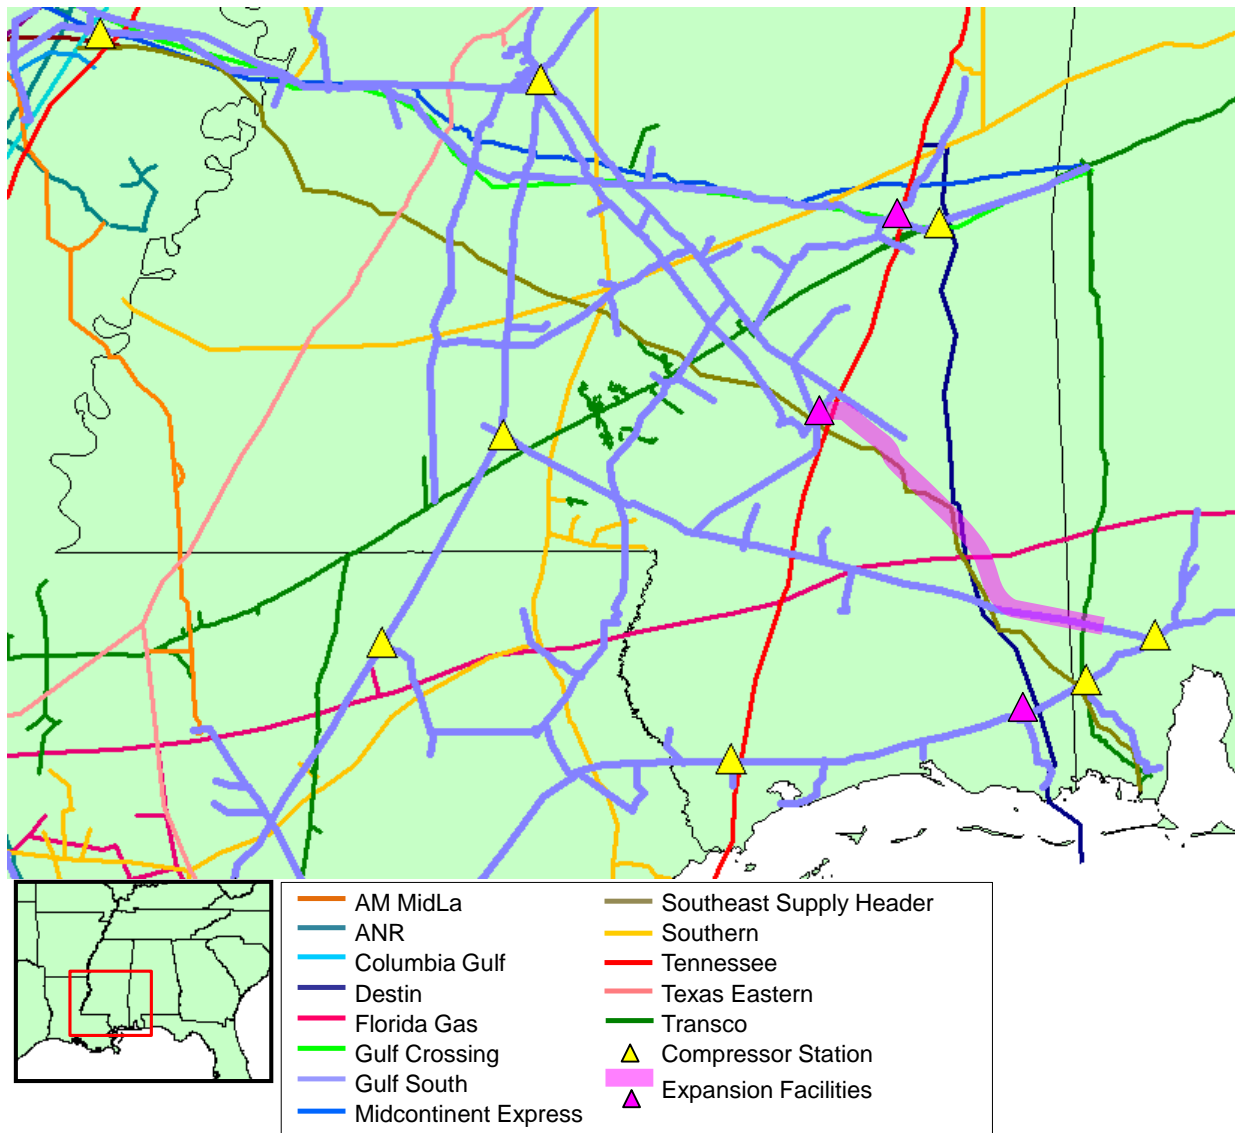 AM MidLa
ANR
Columbia Gulf
Destin
Florida Gas
Gulf Crossing
Gulf South
Midcontinent Express
Southeast Supply Header
Southern
Tennessee
Texas Eastern
Transco
Compressor Station
Expansion Facilities